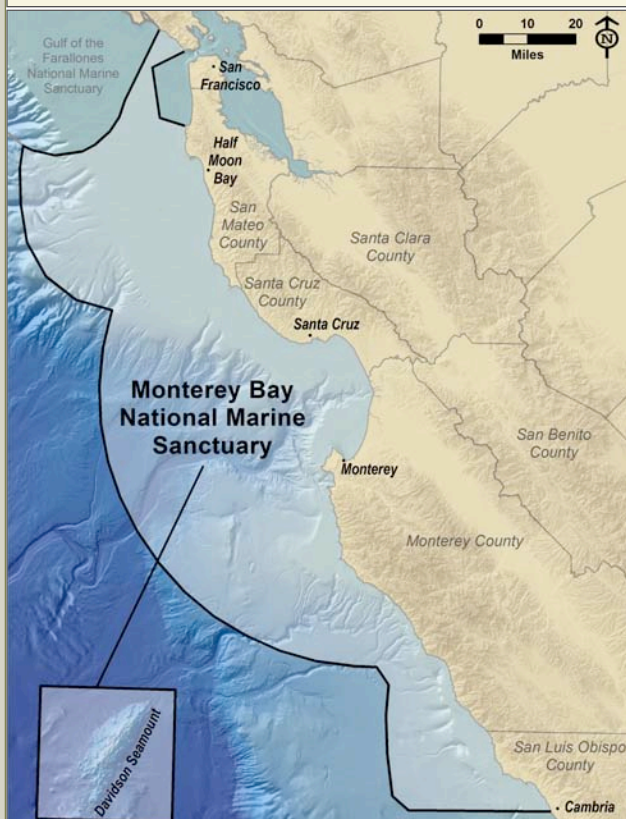 0 10 20
Miles
N
Gulf of the
Farallones
National Marine
Sanctuary
San
Francisco
Half
Moon
Bay
San
Mateo
County
Santa Clara
County
Santa Cruz
County
Santa Cruz
Monterey Bay
National Marine
Sanctuary
San Benito
County
Monterey
Monterey County
Davidson Seamount
San Luis Obispo
County
Cambria